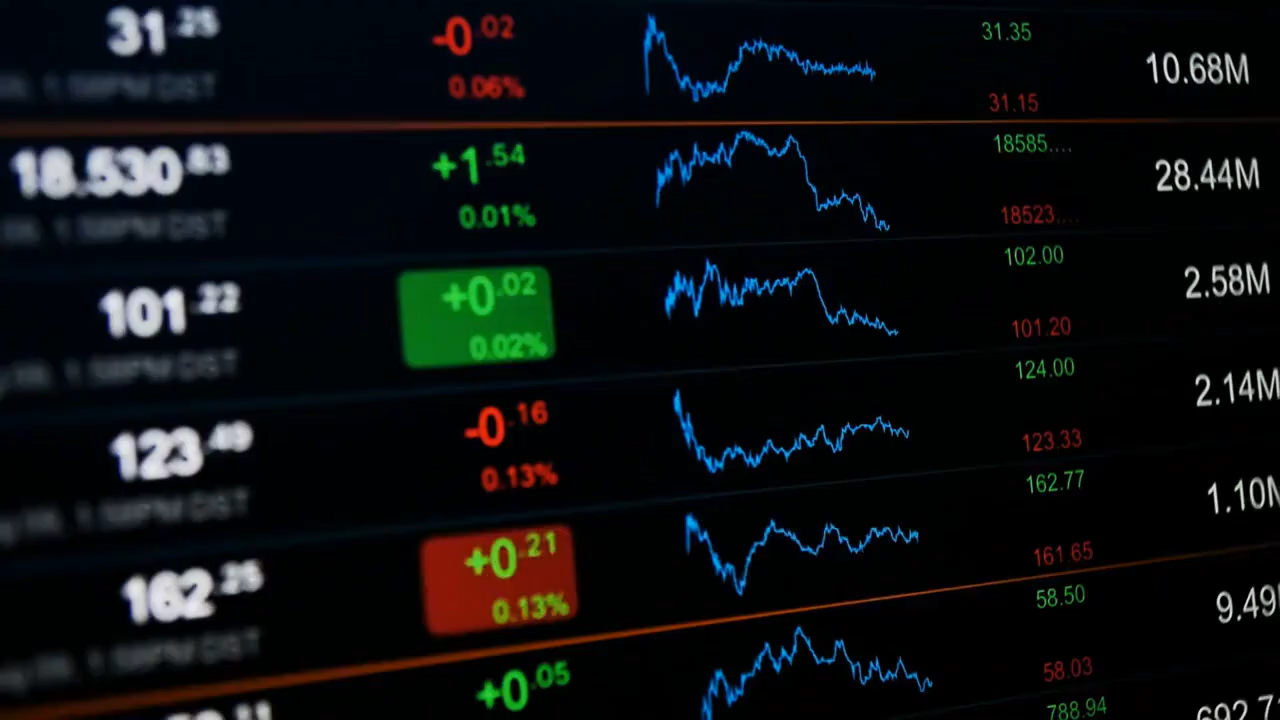 31.25 -0.02 31.35 10.68M
0.06% 31.15
18.53083 +1.54 18585.... 28.44M
0.01% 18523....
101.22 +0.02 102.00 2.58M
0.02% 101.20
123.49 -0.16 124.00 2.14M
0.13% 123.33
162.25 +0.21 162.77 1.10M
0.13% 161.65
+0.05 58.50 9.49
58.03
788.94 692.7